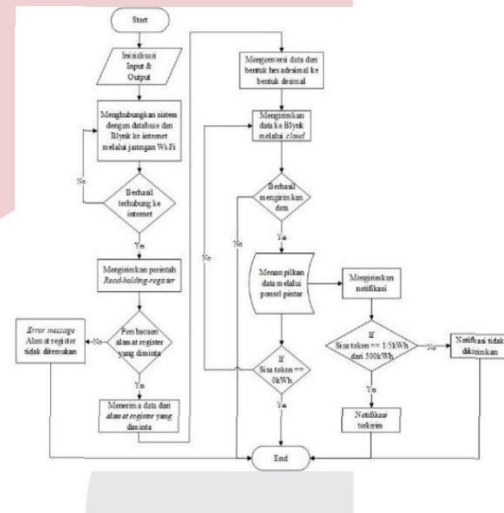 Start
Inisialisasi
Input &
Output
Menghubungkan sistem
dengan database dan
Blynk ke internet
melalui jaringan Wi-Fi
No
Berhasil
terhubung ke
internet
Yes
Mengirimkan perintah
Read-holding-register
Pembacaan
alamat register
yang diminta
No
Error message
Alamat register
tidak ditemukan
Yes
Menerima data dari
alamat register yang
diminta
Mengonversi data dari
bentuk hexadesimal ke
bentuk desimal
Mengirimkan
data ke Blynk
melalui cloud
Berhasil
mengirimkan
data
No
Yes
Menampilkan
data melalui
ponsel pintar
No
If
Sisa token ==
0kWh
Yes
Mengirimkan
notifikasi
If
Sisa token == 1/5kWh
dari 500kWh
No
Notifikasi tidak
dikirimkan
Yes
Notifikasi
terkirim
End